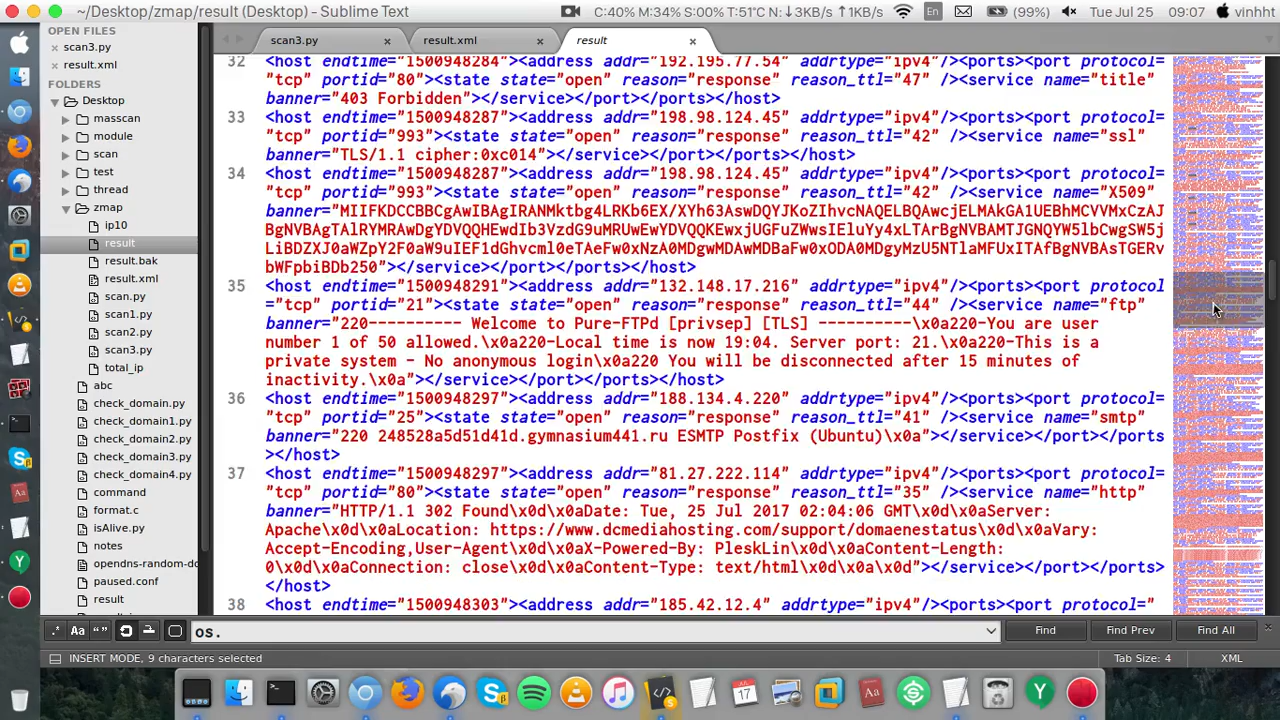 ~/Desktop/zmap/result (Desktop) - Sublime Text
C:40% M:34% S:00% T:51°C N:↓3KB/s ↑1KB/s
En
(99%)
Tue Jul 25
09:07
vinhht
OPEN FILES
scan3.py
result.xml
FOLDERS
Desktop
masscan
module
scan
test
thread
zmap
ip10
result
result.bak
result.xml
scan.py
scan1.py
scan2.py
scan3.py
total_ip
abc
check_domain.py
check_domain1.py
check_domain2.py
check_domain3.py
check_domain4.py
command
format.c
isAlive.py
notes
opendns-random-do
paused.conf
result
scan3.py
result.xml
result
32 <host endtime="1500948284"><address addr="192.195.77.54" addrtype="ipv4"/><ports><port protocol=
"tcp" portid="80"><state state="open" reason="response" reason_ttl="47" /><service name="title"
banner="403 Forbidden"></service></port></ports></host>
33 <host endtime="1500948287"><address addr="198.98.124.45" addrtype="ipv4"/><ports><port protocol=
"tcp" portid="993"><state state="open" reason="response" reason_ttl="42" /><service name="ssl"
banner="TLS/1.1 cipher:0xc014"></service></port></ports></host>
34 <host endtime="1500948287"><address addr="198.98.124.45" addrtype="ipv4"/><ports><port protocol=
"tcp" portid="993"><state state="open" reason="response" reason_ttl="42" /><service name="X509"
banner="MIIFKDCCBBCgAwIBAgIRANMktbg4LRKb6EX/XYh63AswDQYJKoZIhvcNAQELBQAwcjELMAkGA1UEBhMCVVMxCzAJ
BgNVBAgTAlRYMRAwDgYDVQQHEwdIb3VzdG9uMRUwEwYDVQQKEwxjUGFuZWwsIEluYy4xLTArBgNVBAMTJGNQYW5lbCwgSW5j
LiBDZXJ0aWZpY2F0aW9uIEF1dGhvcml0eTAeFw0xNzA0MDgwMDAwMDBaFw0xODA0MDgyMzU5NTlaMFUxITAfBgNVBAsTGERv
bWFpbiBDb250"></service></port></ports></host>
35 <host endtime="1500948291"><address addr="132.148.17.216" addrtype="ipv4"/><ports><port protocol
="tcp" portid="21"><state state="open" reason="response" reason_ttl="44" /><service name="ftp"
banner="220---------- Welcome to Pure-FTPd [privsep] [TLS] ----------\x0a220-You are user
number 1 of 50 allowed.\x0a220-Local time is now 19:04. Server port: 21.\x0a220-This is a
private system - No anonymous login\x0a220 You will be disconnected after 15 minutes of
inactivity.\x0a"></service></port></ports></host>
36 <host endtime="1500948297"><address addr="188.134.4.220" addrtype="ipv4"/><ports><port protocol=
"tcp" portid="25"><state state="open" reason="response" reason_ttl="41" /><service name="smtp"
banner="220 248528a5d51d41d.gymnasium441.ru ESMTP Postfix (Ubuntu)\x0a"></service></port></ports
></host>
37 <host endtime="1500948297"><address addr="81.27.222.114" addrtype="ipv4"/><ports><port protocol=
"tcp" portid="80"><state state="open" reason="response" reason_ttl="35" /><service name="http"
banner="HTTP/1.1 302 Found\x0d\x0aDate: Tue, 25 Jul 2017 02:04:06 GMT\x0d\x0aServer:
Apache\x0d\x0aLocation: https://www.dcmediahosting.com/support/domaenestatus\x0d\x0aVary:
Accept-Encoding,User-Agent\x0d\x0aX-Powered-By: PleskLin\x0d\x0aContent-Length:
0\x0d\x0aConnection: close\x0d\x0aContent-Type: text/html\x0d\x0a\x0d"></service></port></ports>
</host>
38 <host endtime="1500948303"><address addr="185.42.12.4" addrtype="ipv4"/><ports><port protocol="
.* Aa “”
os.
Find
Find Prev
Find All
INSERT MODE, 9 characters selected
Tab Size: 4
XML
17